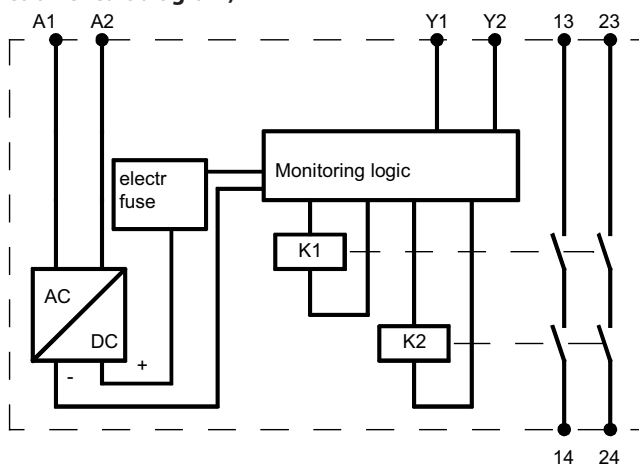 A1 A2 Y1 Y2 13 23
electr
fuse
Monitoring logic
K1
AC
DC
K2
- +
14 24